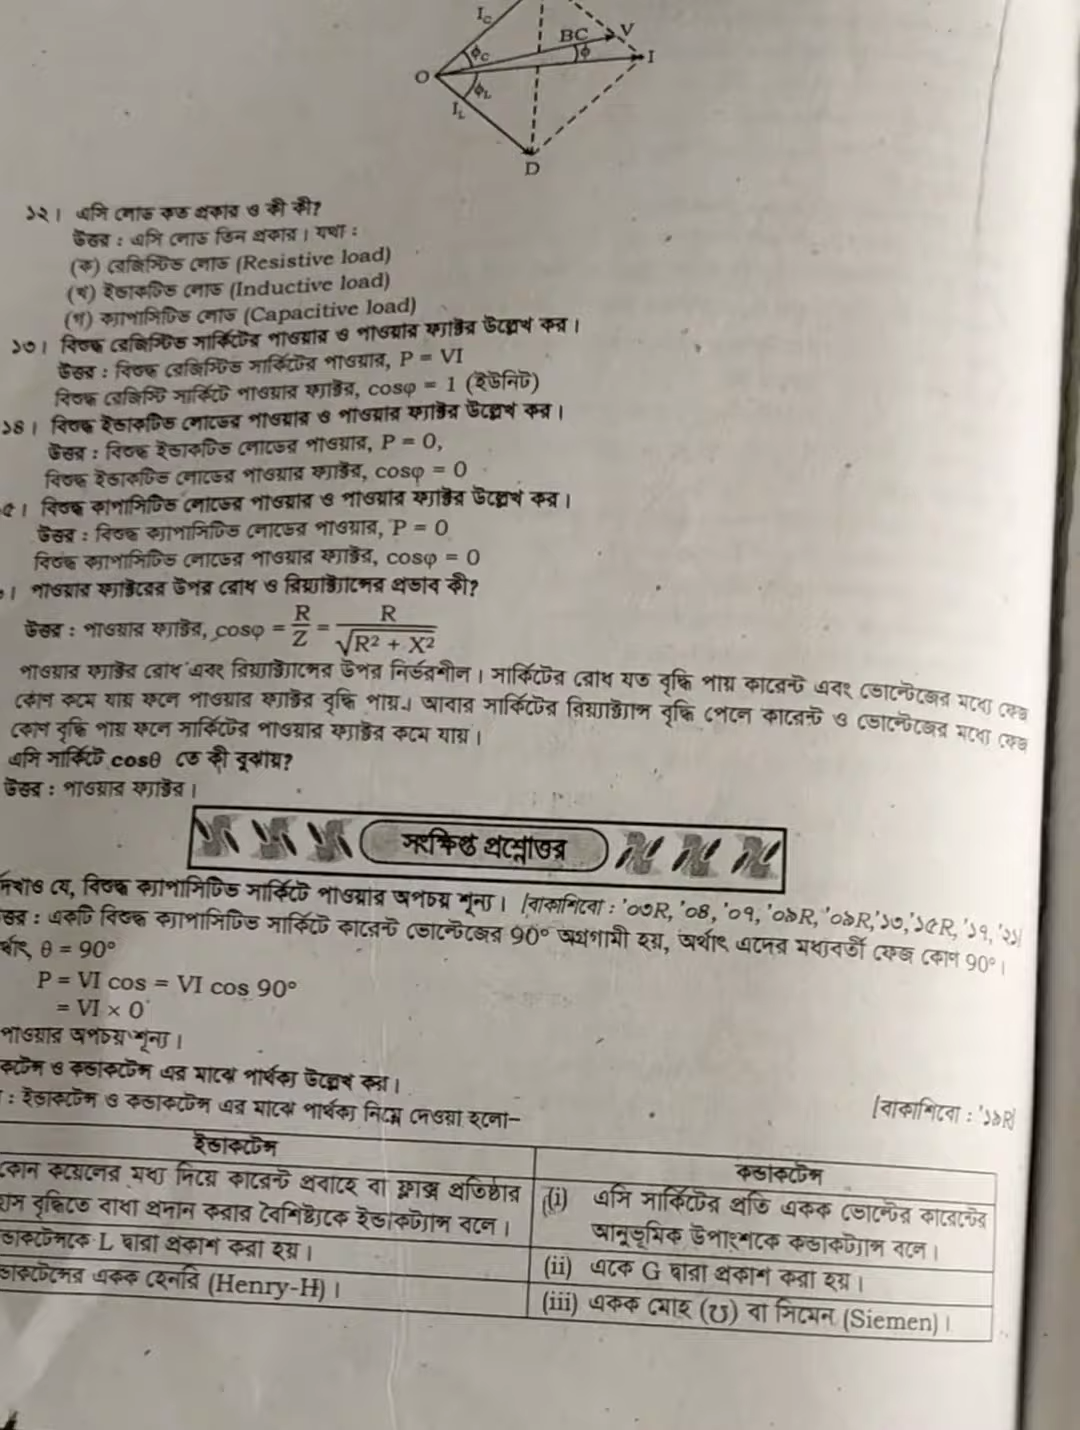 I_C
BC V
φ_C φ
O I
φ_L
I_L
D
১২। এসি লোড কত প্রকার ও কী কী?
উত্তর : এসি লোড তিন প্রকার। যথা :
(ক) রেজিস্টিভ লোড (Resistive load)
(খ) ইন্ডাকটিভ লোড (Inductive load)
(গ) ক্যাপাসিটিভ লোড (Capacitive load)
১৩। বিশুদ্ধ রেজিস্টিভ সার্কিটের পাওয়ার ও পাওয়ার ফ্যাক্টর উল্লেখ কর।
উত্তর : বিশুদ্ধ রেজিস্টিভ সার্কিটের পাওয়ার, P = VI
বিশুদ্ধ রেজিস্টি সার্কিটে পাওয়ার ফ্যাক্টর, cosφ = 1 (ইউনিট)
১৪। বিশুদ্ধ ইন্ডাকটিভ লোডের পাওয়ার ও পাওয়ার ফ্যাক্টর উল্লেখ কর।
উত্তর : বিশুদ্ধ ইন্ডাকটিভ লোডের পাওয়ার, P = 0,
বিশুদ্ধ ইন্ডাকটিভ লোডের পাওয়ার ফ্যাক্টর, cosφ = 0
৫। বিশুদ্ধ কাপাসিটিভ লোডের পাওয়ার ও পাওয়ার ফ্যাক্টর উল্লেখ কর।
উত্তর : বিশুদ্ধ ক্যাপাসিটিভ লোডের পাওয়ার, P = 0
বিশুদ্ধ ক্যাপাসিটিভ লোডের পাওয়ার ফ্যাক্টর, cosφ = 0
। পাওয়ার ফ্যাক্টরের উপর রোধ ও রিয়্যাক্ট্যান্সের প্রভাব কী?
উত্তর : পাওয়ার ফ্যাক্টর, cosφ = R/Z = R/√(R² + X²)
পাওয়ার ফ্যাক্টর রোধ এবং রিয়্যাক্ট্যান্সের উপর নির্ভরশীল। সার্কিটের রোধ যত বৃদ্ধি পায় কারেন্ট এবং ভোল্টেজের মধ্যে ফেজ
কোণ কমে যায় ফলে পাওয়ার ফ্যাক্টর বৃদ্ধি পায়। আবার সার্কিটের রিয়্যাক্ট্যান্স বৃদ্ধি পেলে কারেন্ট ও ভোল্টেজের মধ্যে ফেজ
কোণ বৃদ্ধি পায় ফলে সার্কিটের পাওয়ার ফ্যাক্টর কমে যায়।
এসি সার্কিটে cosθ তে কী বুঝায়?
উত্তর : পাওয়ার ফ্যাক্টর।
সংক্ষিপ্ত প্রশ্নোত্তর
দেখাও যে, বিশুদ্ধ ক্যাপাসিটিভ সার্কিটে পাওয়ার অপচয় শূন্য। [বাকাশিবো : '০৩R, '০৪, '০৭, '০৯R, '০৯R, '১৩, '১৫R, '১৭, '২১]
ত্তর : একটি বিশুদ্ধ ক্যাপাসিটিভ সার্কিটে কারেন্ট ভোল্টেজের 90° অগ্রগামী হয়, অর্থাৎ এদের মধ্যবর্তী ফেজ কোণ 90°।
র্থাৎ θ = 90°
P = VI cos = VI cos 90°
= VI × 0
পাওয়ার অপচয় শূন্য।
কটেন্স ও কন্ডাকটেন্স এর মাঝে পার্থক্য উল্লেখ কর।
[বাকাশিবো : '১৯R]
: ইন্ডাকটেন্স ও কন্ডাকটেন্স এর মাঝে পার্থক্য নিম্নে দেওয়া হলো–
ইন্ডাকটেন্স
কন্ডাকটেন্স
কোন কয়েলের মধ্য দিয়ে কারেন্ট প্রবাহে বা ফ্লাক্স প্রতিষ্ঠার
হ্রাস বৃদ্ধিতে বাধা প্রদান করার বৈশিষ্ট্যকে ইন্ডাকট্যান্স বলে।
(i) এসি সার্কিটের প্রতি একক ভোল্টের কারেন্টের
আনুভূমিক উপাংশকে কন্ডাকট্যান্স বলে।
ন্ডাকটেন্সকে L দ্বারা প্রকাশ করা হয়।
(ii) একে G দ্বারা প্রকাশ করা হয়।
ন্ডাকটেন্সের একক হেনরি (Henry-H)।
(iii) একক মোহ (℧) বা সিমেন (Siemen)।